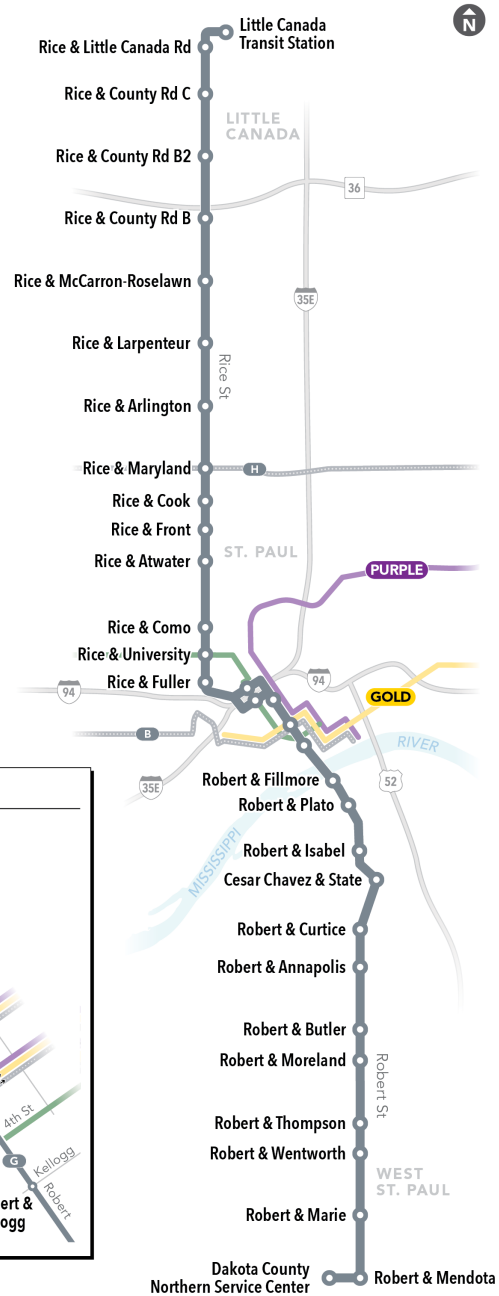 N
Little Canada
Transit Station
Rice & Little Canada Rd
Rice & County Rd C
LITTLE
CANADA
Rice & County Rd B2
36
Rice & County Rd B
Rice & McCarron-Roselawn
35E
Rice & Larpenteur
Rice St
Rice & Arlington
Rice & Maryland
H
Rice & Cook
Rice & Front
ST. PAUL
Rice & Atwater
PURPLE
Rice & Como
Rice & University
Rice & Fuller
94
94
GOLD
B
RIVER
35E
52
Robert & Fillmore
Robert & Plato
MISSISSIPPI
Robert & Isabel
Cesar Chavez & State
Robert & Curtice
Robert & Annapolis
Robert & Butler
Robert & Moreland
Robert St
Robert & Thompson
Robert & Wentworth
WEST
ST. PAUL
Robert & Marie
Dakota County
Northern Service Center
Robert & Mendota
4th St
G
Kellogg
Robert
ert &
ogg